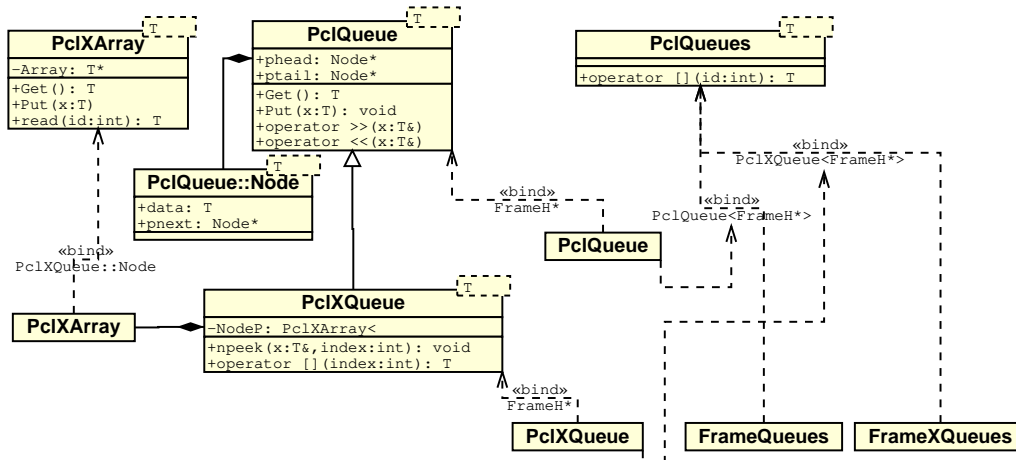 T
PclXArray
-Array: T*
+Get(): T
+Put(x:T)
+read(id:int): T
T
PclQueue
+phead: Node*
+ptail: Node*
+Get(): T
+Put(x:T): void
+operator >>(x:T&)
+operator <<(x:T&)
T
PclQueues
+operator [](id:int): T
T
PclQueue::Node
+data: T
+pnext: Node*
«bind»
FrameH*
«bind»
PclXQueue<FrameH*>
«bind»
PclQueue<FrameH*>
PclQueue
«bind»
PclXQueue::Node
PclXArray
T
PclXQueue
-NodeP: PclXArray<
+npeek(x:T&,index:int): void
+operator [](index:int): T
«bind»
FrameH*
PclXQueue
FrameQueues
FrameXQueues